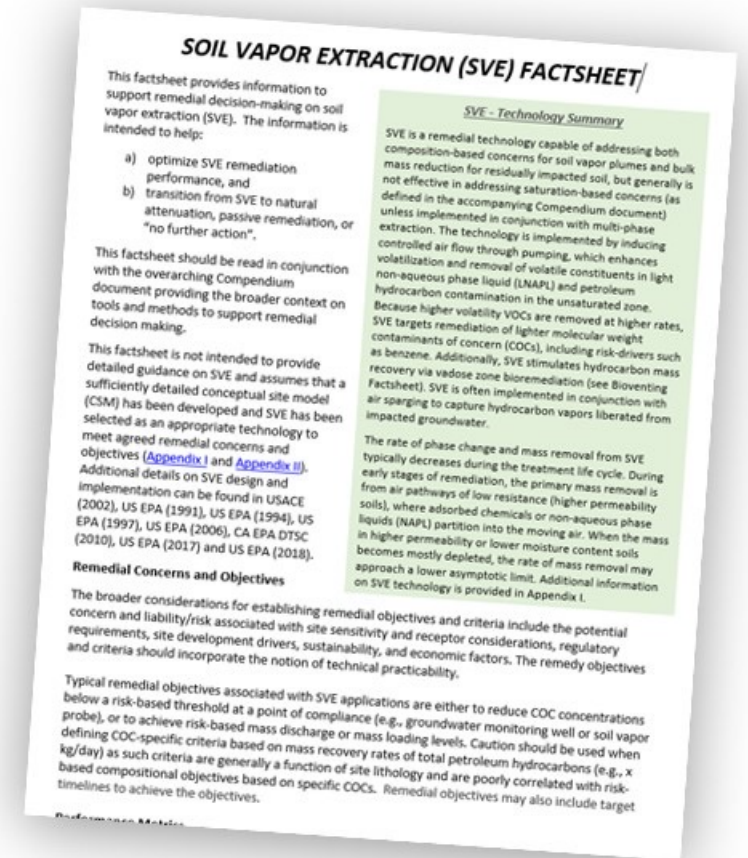 SOIL VAPOR EXTRACTION (SVE) FACTSHEET
This factsheet provides information to
support remedial decision-making on soil
vapor extraction (SVE). The information is
intended to help:
a) optimize SVE remediation
performance, and
b) transition from SVE to natural
attenuation, passive remediation, or
"no further action".
This factsheet should be read in conjunction
with the overarching Compendium
document providing the broader context on
tools and methods to support remedial
decision making.
This factsheet is not intended to provide
detailed guidance on SVE and assumes that a
sufficiently detailed conceptual site model
(CSM) has been developed and SVE has been
selected as an appropriate technology to
meet agreed remedial concerns and
objectives (Appendix I and Appendix II).
Additional details on SVE design and
implementation can be found in USACE
(2002), US EPA (1991), US EPA (1994), US
EPA (1997), US EPA (2006), CA EPA DTSC
(2010), US EPA (2017) and US EPA (2018).
SVE - Technology Summary
SVE is a remedial technology capable of addressing both
composition-based concerns for soil vapor plumes and bulk
mass reduction for residually impacted soil, but generally is
not effective in addressing saturation-based concerns (as
defined in the accompanying Compendium document)
unless implemented in conjunction with multi-phase
extraction. The technology is implemented by inducing
controlled air flow through pumping, which enhances
volatilization and removal of volatile constituents in light
non-aqueous phase liquid (LNAPL) and petroleum
hydrocarbon contamination in the unsaturated zone.
Because higher volatility VOCs are removed at higher rates,
SVE targets remediation of lighter molecular weight
contaminants of concern (COCs), including risk-drivers such
as benzene. Additionally, SVE stimulates hydrocarbon mass
recovery via vadose zone bioremediation (see Bioventing
Factsheet). SVE is often implemented in conjunction with
air sparging to capture hydrocarbon vapors liberated from
impacted groundwater.
The rate of phase change and mass removal from SVE
typically decreases during the treatment life cycle. During
early stages of remediation, the primary mass removal is
from air pathways of low resistance (higher permeability
soils), where adsorbed chemicals or non-aqueous phase
liquids (NAPL) partition into the moving air. When the mass
in higher permeability or lower moisture content soils
becomes mostly depleted, the rate of mass removal may
approach a lower asymptotic limit. Additional information
on SVE technology is provided in Appendix I.
Remedial Concerns and Objectives
The broader considerations for establishing remedial objectives and criteria include the potential
concern and liability/risk associated with site sensitivity and receptor considerations, regulatory
requirements, site development drivers, sustainability, and economic factors. The remedy objectives
and criteria should incorporate the notion of technical practicability.
Typical remedial objectives associated with SVE applications are either to reduce COC concentrations
below a risk-based threshold at a point of compliance (e.g., groundwater monitoring well or soil vapor
probe), or to achieve risk-based mass discharge or mass loading levels. Caution should be used when
defining COC-specific criteria based on mass recovery rates of total petroleum hydrocarbons (e.g., x
kg/day) as such criteria are generally a function of site lithology and are poorly correlated with risk-
based compositional objectives based on specific COCs. Remedial objectives may also include target
timelines to achieve the objectives.